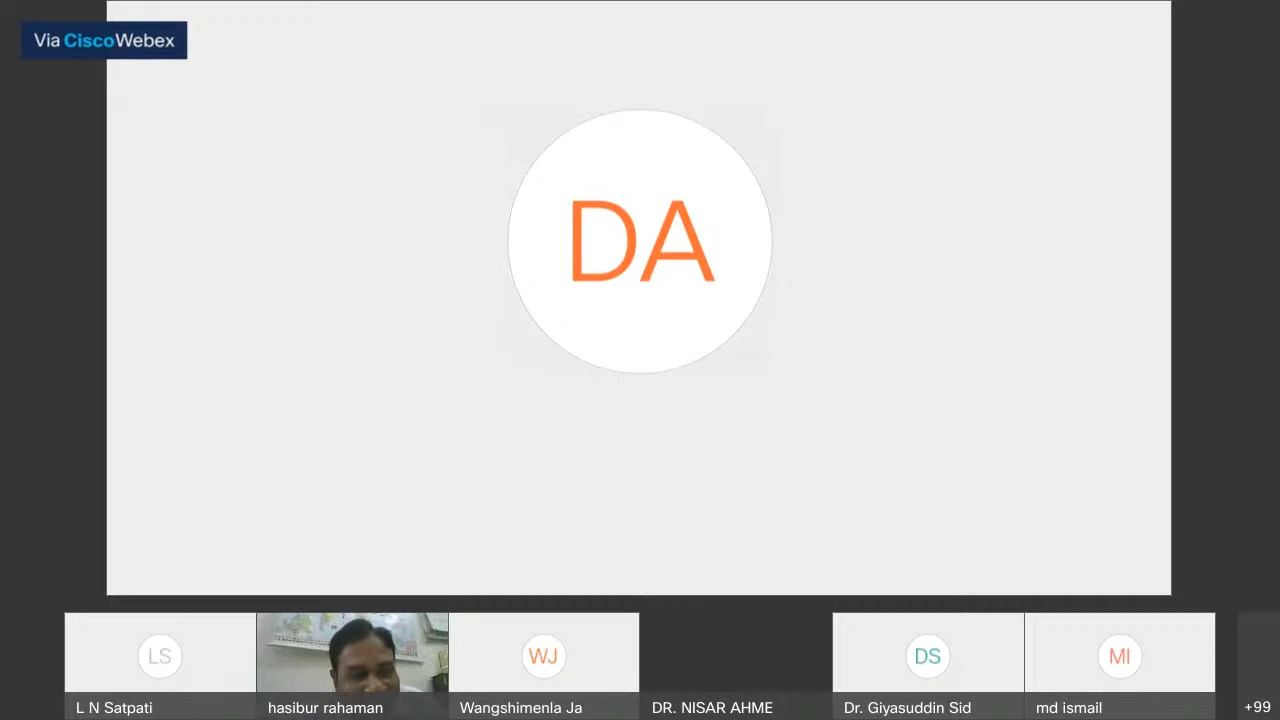 Via CiscoWebex
DA
LS
WJ
DS
MI
L N Satpati
hasibur rahaman
Wangshimenla Ja
DR. NISAR AHME
Dr. Giyasuddin Sid
md ismail
+99